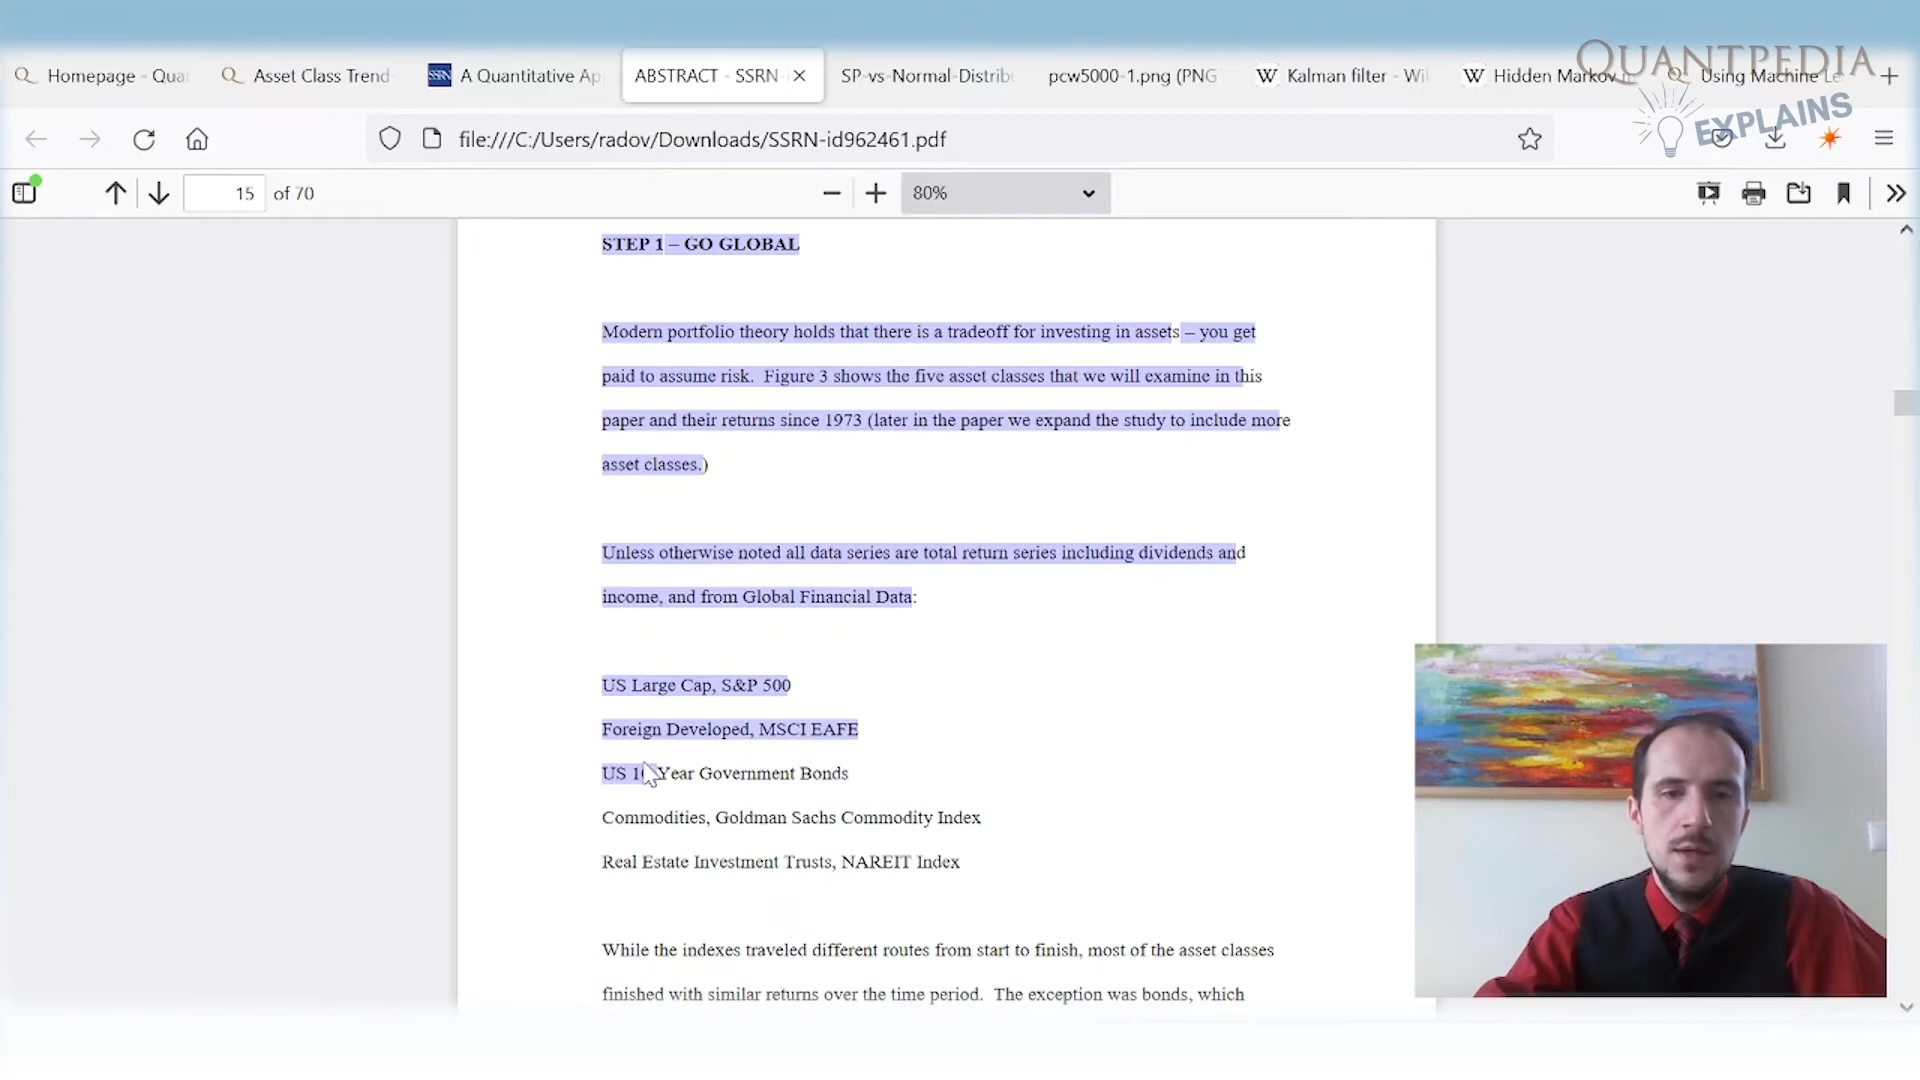 QUANTPEDIA
EXPLAINS
Homepage - Qua
Asset Class Trend
SSRN
A Quantitative Ap
ABSTRACT - SSRN
SP-vs-Normal-Distrib
pcw5000-1.png (PNG
W
Kalman filter - Wi
W
Hidden Markov m
Using Machine Le
file:///C:/Users/radov/Downloads/SSRN-id962461.pdf
15 of 70
80%
STEP 1 – GO GLOBAL
Modern portfolio theory holds that there is a tradeoff for investing in assets – you get
paid to assume risk. Figure 3 shows the five asset classes that we will examine in this
paper and their returns since 1973 (later in the paper we expand the study to include more
asset classes.)
Unless otherwise noted all data series are total return series including dividends and
income, and from Global Financial Data:
US Large Cap, S&P 500
Foreign Developed, MSCI EAFE
US 10 Year Government Bonds
Commodities, Goldman Sachs Commodity Index
Real Estate Investment Trusts, NAREIT Index
While the indexes traveled different routes from start to finish, most of the asset classes
finished with similar returns over the time period. The exception was bonds, which